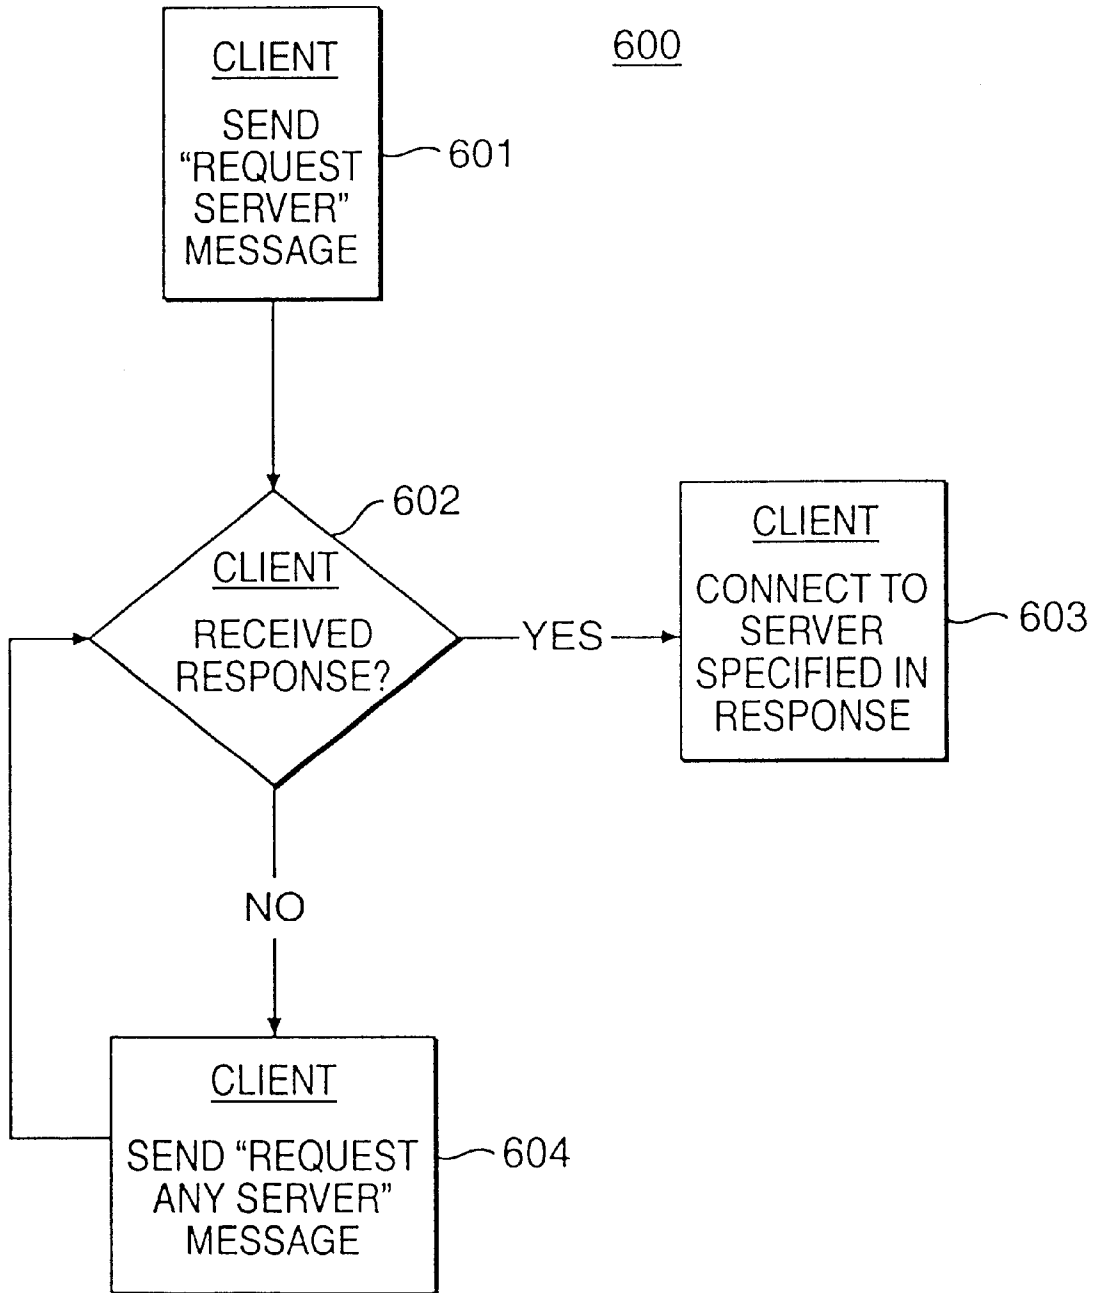 600
CLIENT
SEND
“REQUEST
SERVER”
MESSAGE
601
602
CLIENT
RECEIVED
RESPONSE?
YES
CLIENT
CONNECT TO
SERVER
SPECIFIED IN
RESPONSE
603
NO
CLIENT
SEND “REQUEST
ANY SERVER”
MESSAGE
604